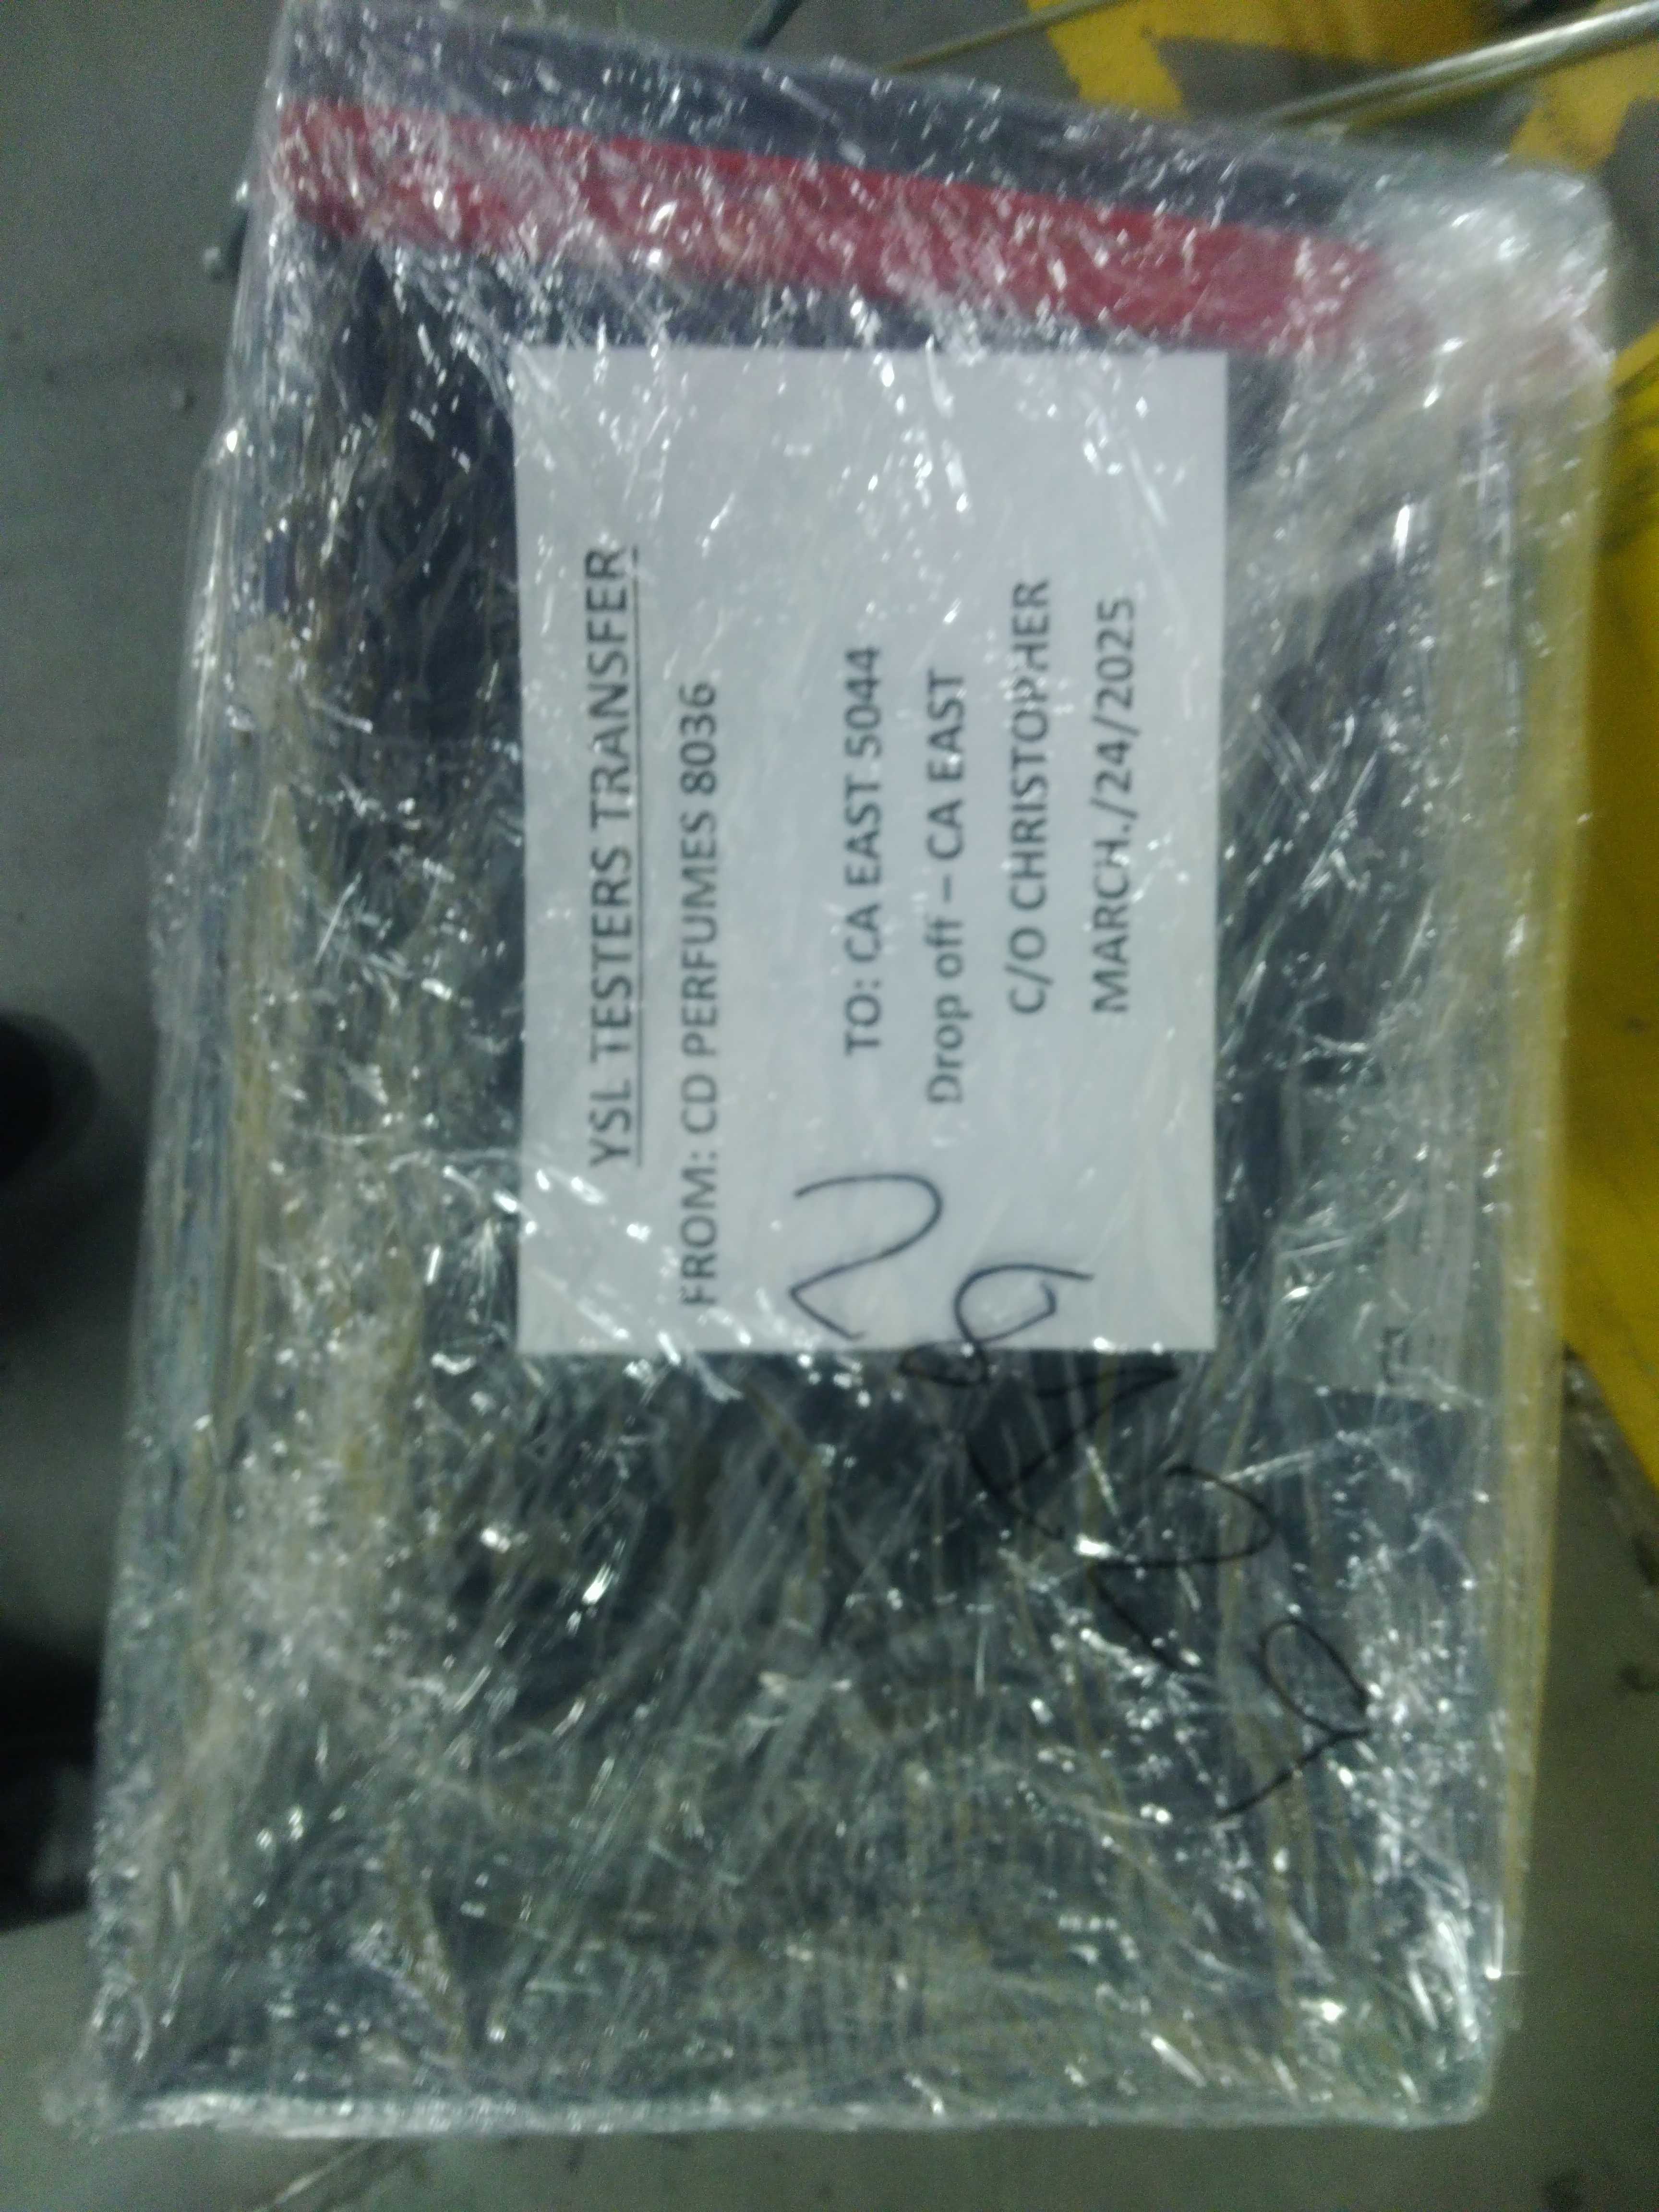 YSL TESTERS TRANSFER
FROM: CD PERFUMES 8036
TO: CA EAST 5044
Drop off – CA EAST
C/O CHRISTOPHER
MARCH./24/2025